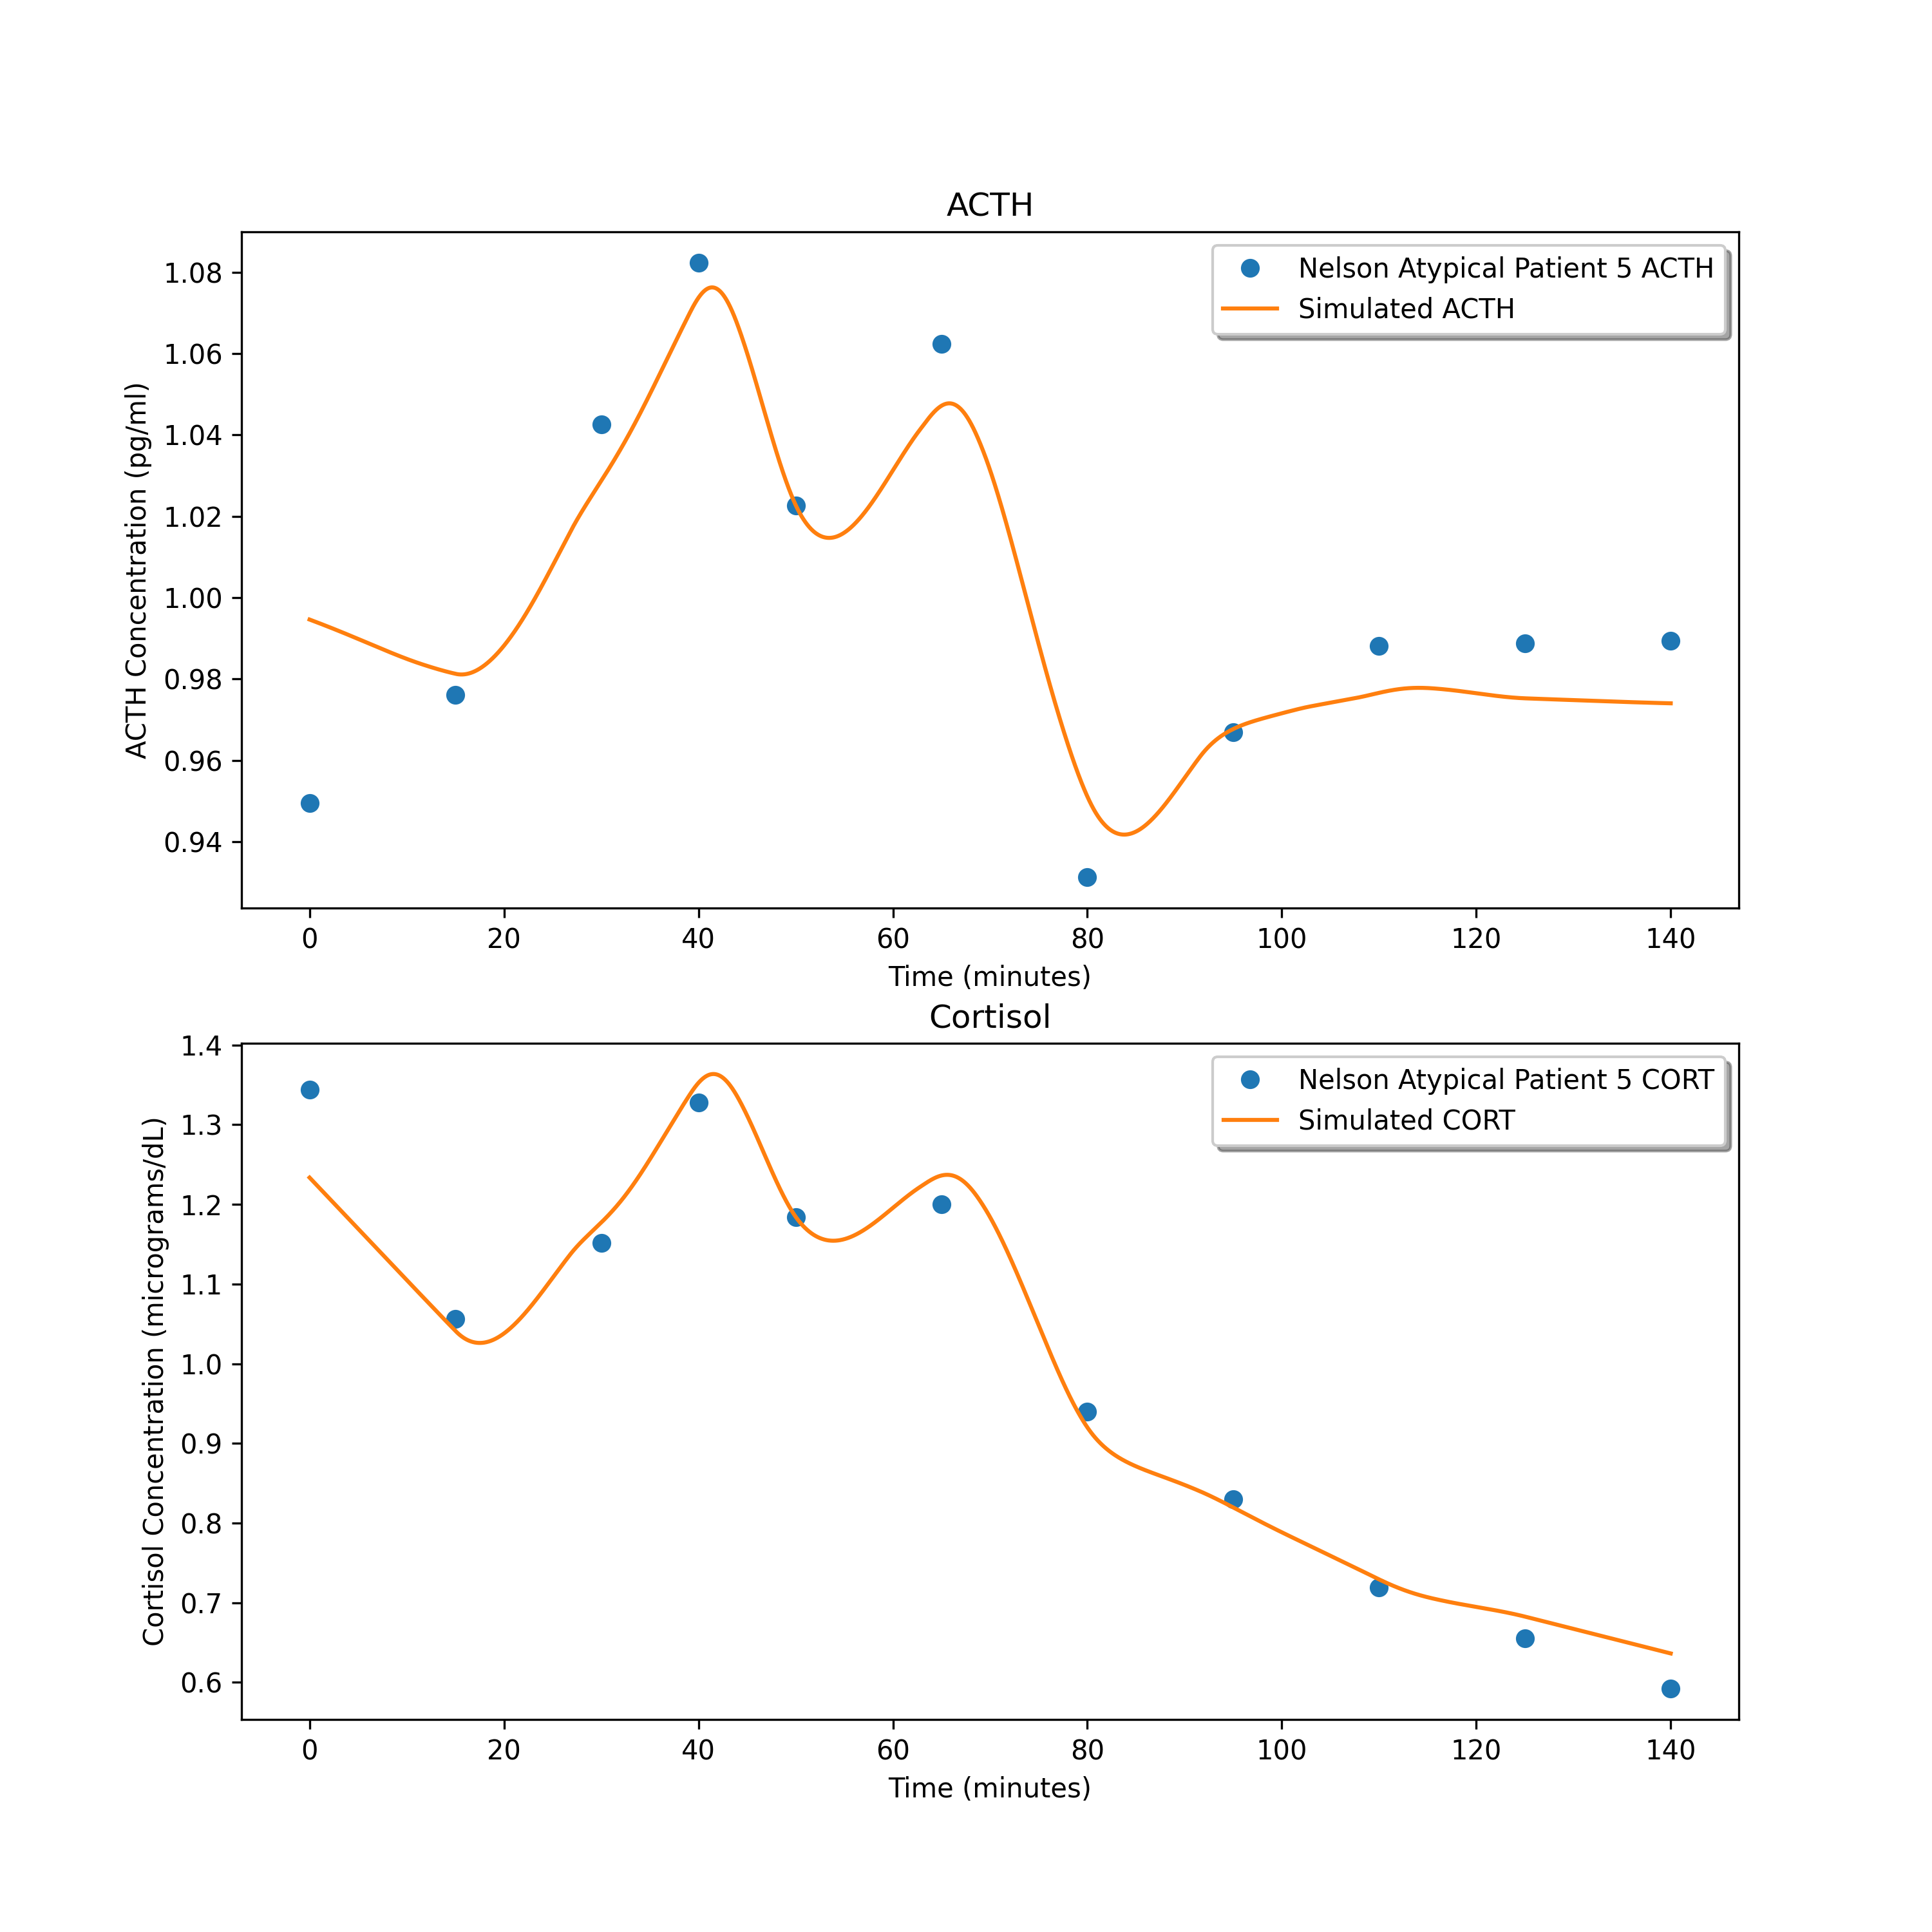 ACTH
Nelson Atypical Patient 5 ACTH
Simulated ACTH
ACTH Concentration (pg/ml)
1.08
1.06
1.04
1.02
1.00
0.98
0.96
0.94
0 20 40 60 80 100 120 140
Time (minutes)
Cortisol
Nelson Atypical Patient 5 CORT
Simulated CORT
Cortisol Concentration (micrograms/dL)
1.4
1.3
1.2
1.1
1.0
0.9
0.8
0.7
0.6
0 20 40 60 80 100 120 140
Time (minutes)